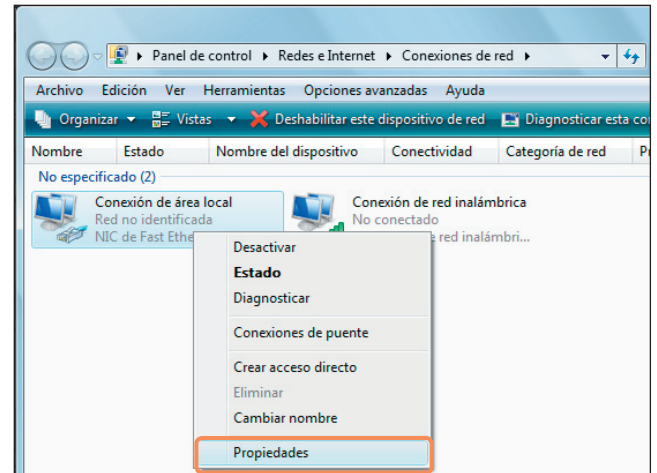 Panel de control ▸ Redes e Internet ▸ Conexiones de red ▸
Archivo Edición Ver Herramientas Opciones avanzadas Ayuda
Organizar Vistas Deshabilitar este dispositivo de red Diagnosticar esta
Nombre Estado Nombre del dispositivo Conectividad Categoría de red
No especificado (2)
Conexión de área local
Red no identificada
NIC de Fast Ethe
Conexión de red inalámbrica
No conectado
e red inalámbri...
Desactivar
Estado
Diagnosticar
Conexiones de puente
Crear acceso directo
Eliminar
Cambiar nombre
Propiedades